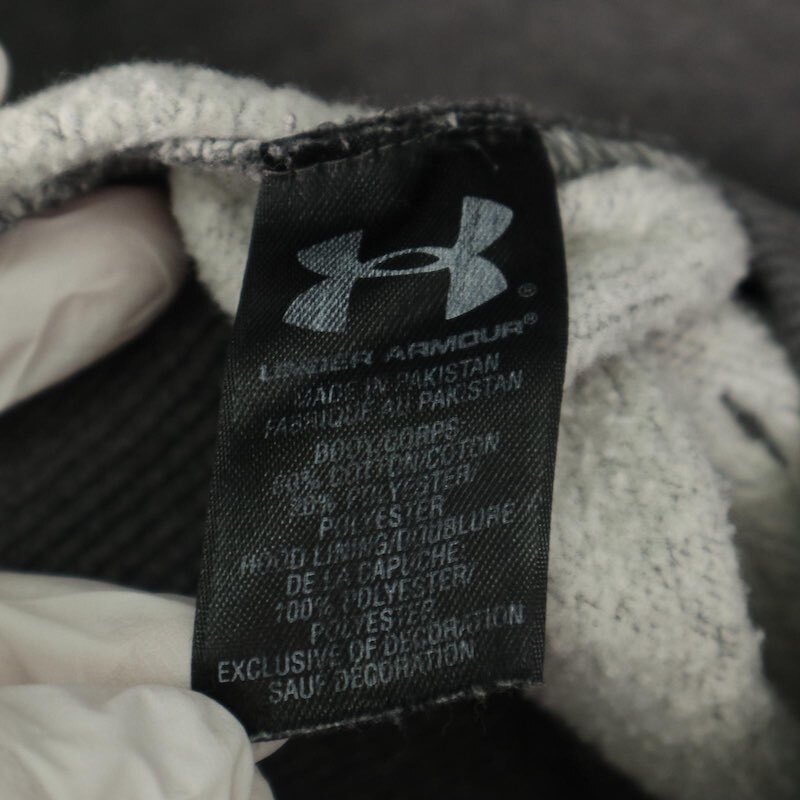 UNDER ARMOUR®
MADE IN PAKISTAN
FABRIQUÉ AU PAKISTAN
BODY/CORPS:
COTTON/COTON
POLYESTER/
POLYESTER
HOOD LINING/DOUBLURE
DE LA CAPUCHE:
100% POLYESTER/
POLYESTER
EXCLUSIVE OF DECORATION
SAUF DÉCORATION